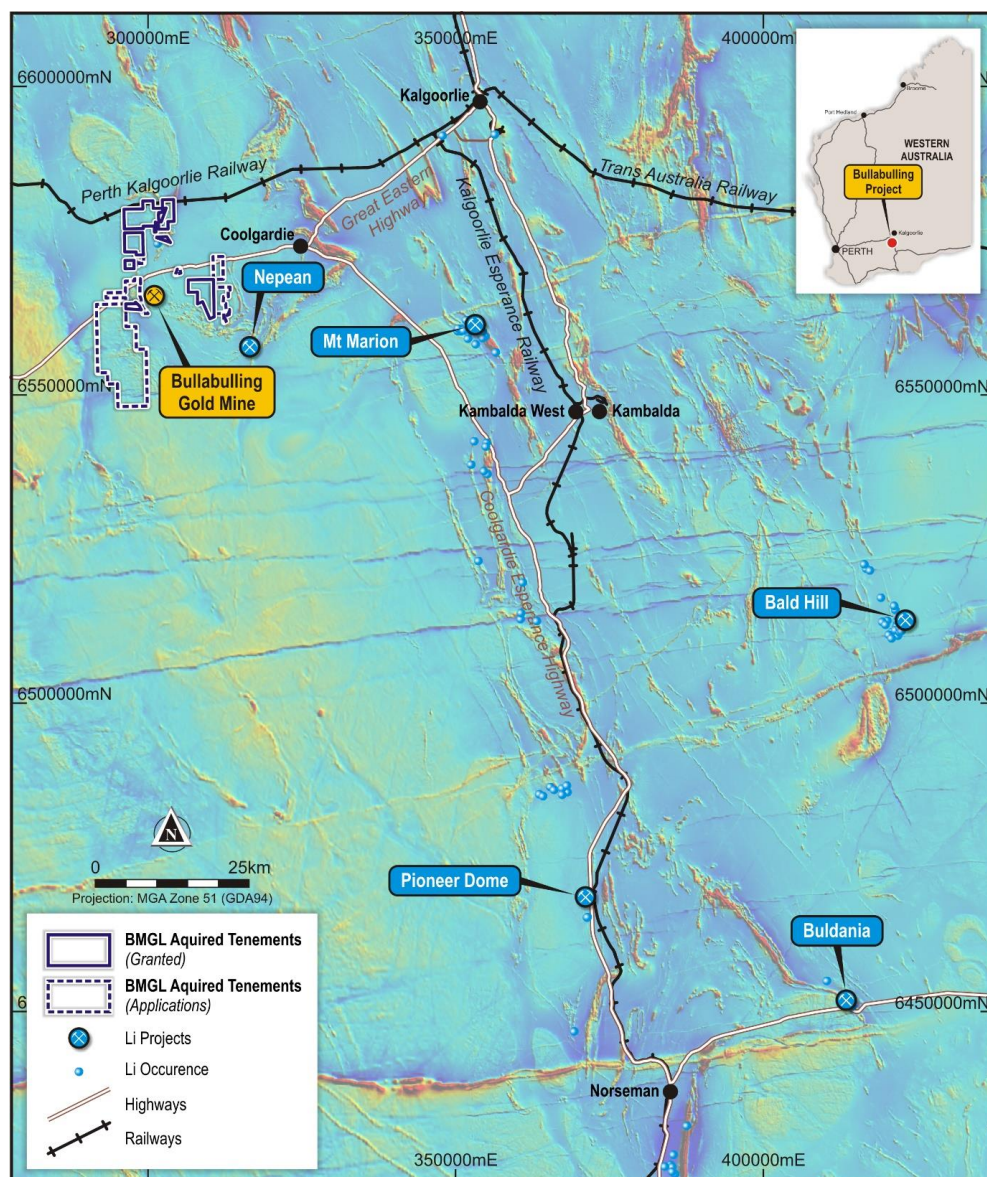 300000mE
350000mE
400000mE
6600000mN
Kalgoorlie
Perth Kalgoorlie Railway
Trans Australia Railway
Great Eastern
Highway
Kalgoorlie Esperance Railway
Coolgardie
Nepean
Mt Marion
Bullabulling
Gold Mine
6550000mN
6550000mN
Kambalda West
Kambalda
Coolgardie Esperance Highway
Bald Hill
6500000mN
6500000mN
N
0
25km
Projection: MGA Zone 51 (GDA94)
Pioneer Dome
Buldania
6450000mN
Norseman
350000mE
400000mE
Broome
Port Hedland
WESTERN
AUSTRALIA
Bullabulling
Project
Kalgoorlie
PERTH
BMGL Aquired Tenements
(Granted)
BMGL Aquired Tenements
(Applications)
Li Projects
Li Occurence
Highways
Railways